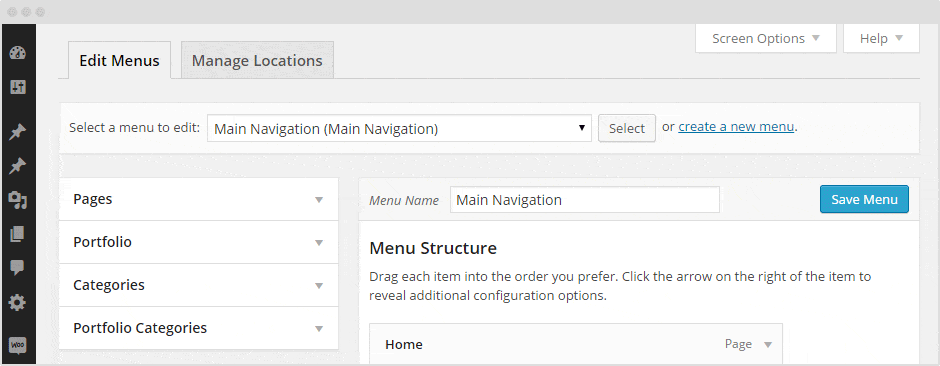 Screen Options Help
Edit Menus Manage Locations
Select a menu to edit: Main Navigation (Main Navigation) Select or create a new menu.
Pages
Portfolio
Categories
Portfolio Categories
Menu Name Main Navigation Save Menu
Menu Structure
Drag each item into the order you prefer. Click the arrow on the right of the item to
reveal additional configuration options.
Home Page
WOO